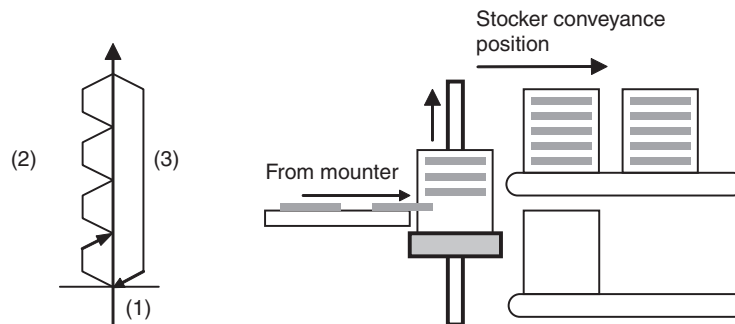 Stocker conveyance
position
(2)
(3)
From mounter
(1)